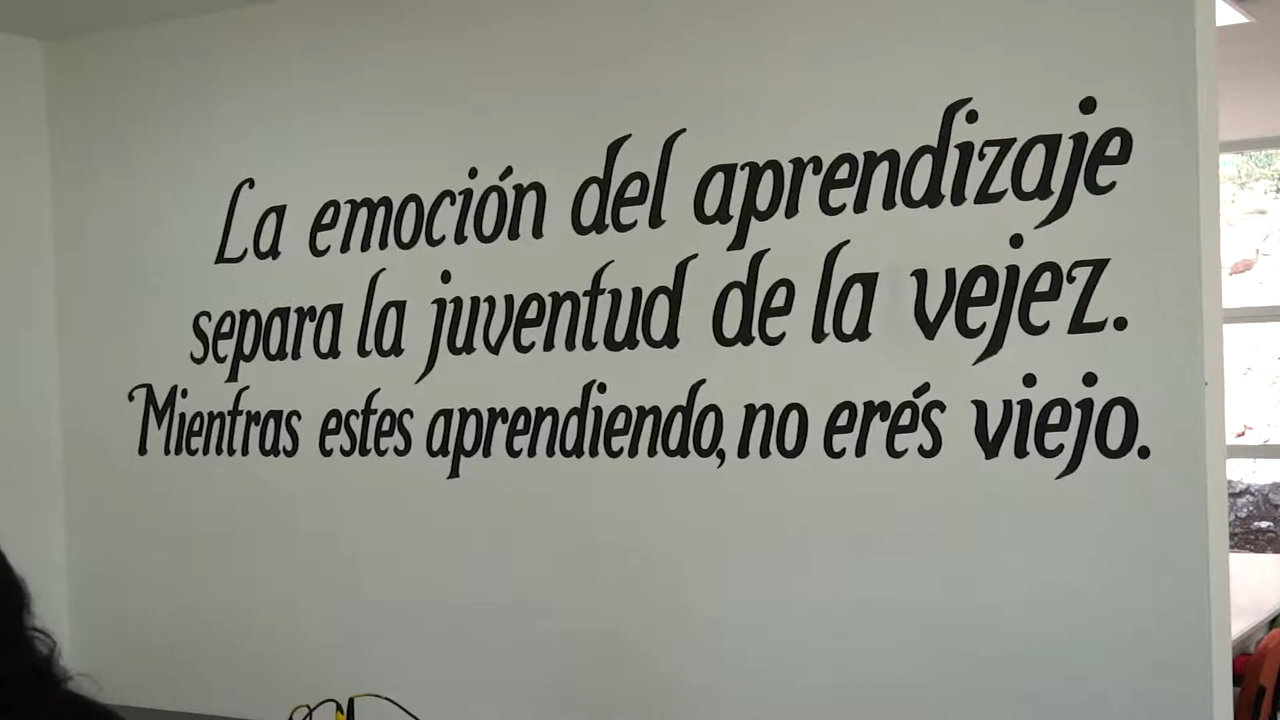 La emoción del aprendizaje
separa la juventud de la vejez.
Mientras estes aprendiendo, no erés viejo.